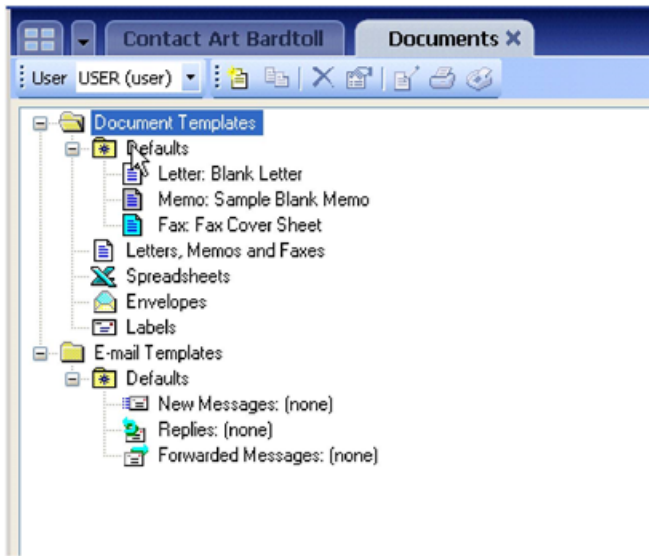 Contact Art Bardtoll Documents
User USER (user)
Document Templates
Defaults
Letter: Blank Letter
Memo: Sample Blank Memo
Fax: Fax Cover Sheet
Letters, Memos and Faxes
Spreadsheets
Envelopes
Labels
E-mail Templates
Defaults
New Messages: (none)
Replies: (none)
Forwarded Messages: (none)